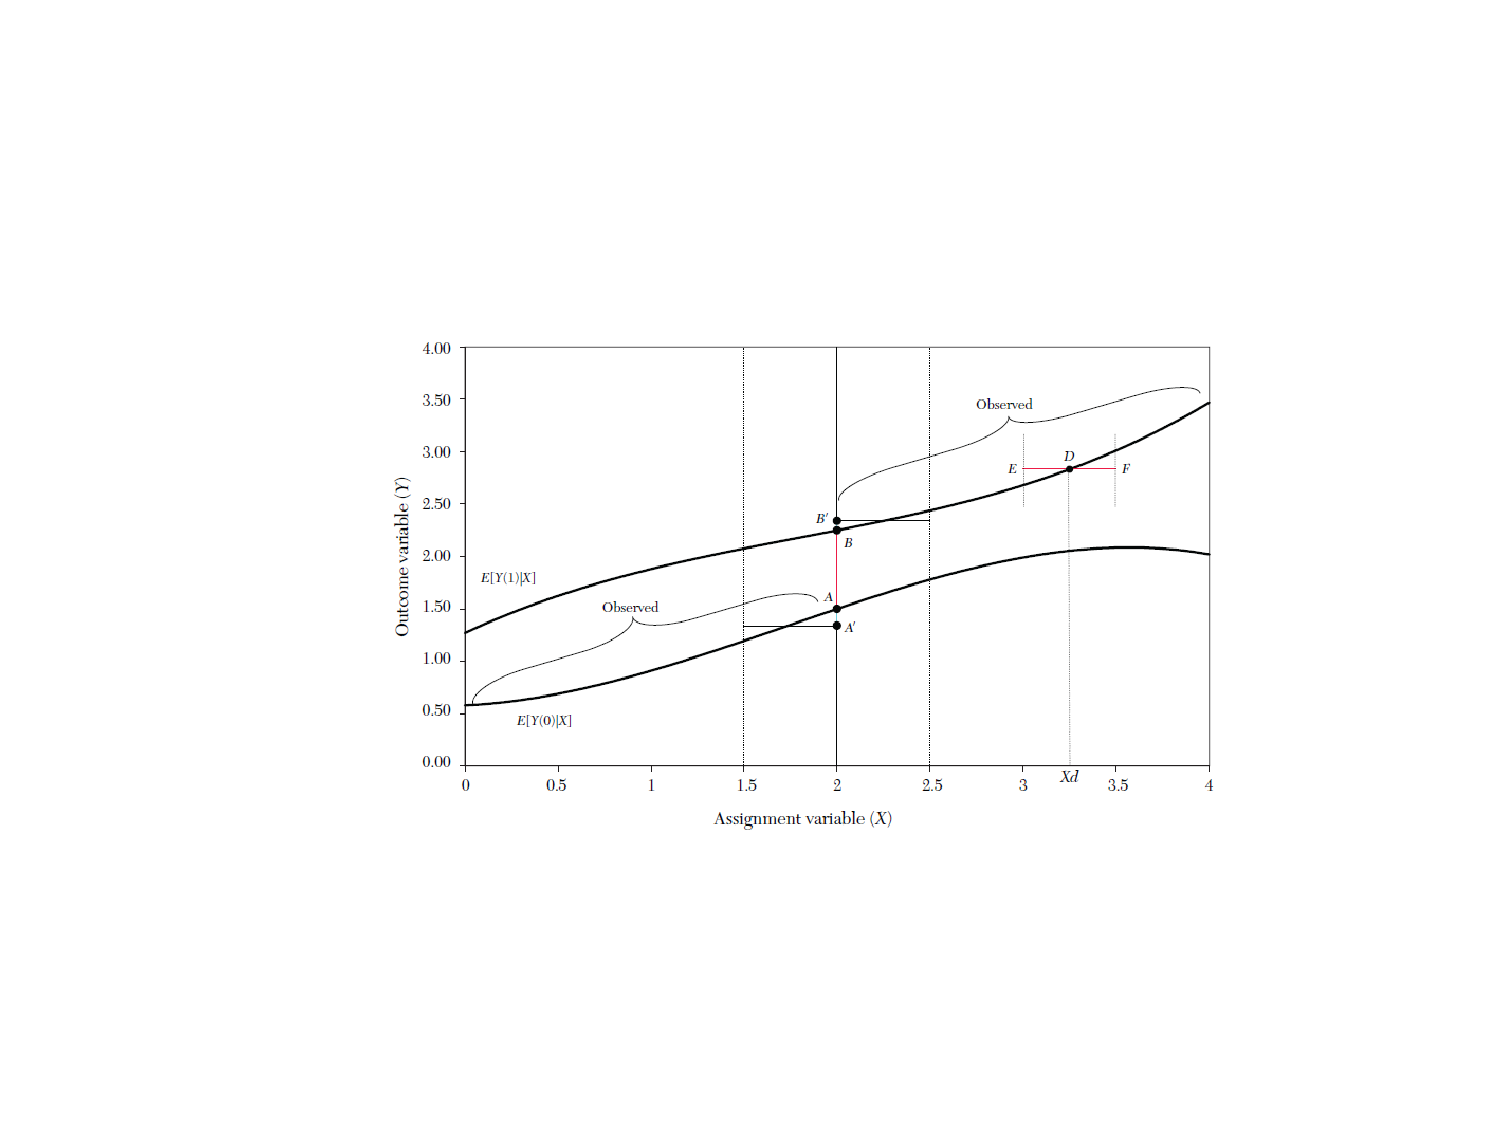 4.00
3.50
3.00
2.50
2.00
1.50
1.00
0.50
0.00
Outcome variable (Y)
Observed
D
E
F
B′
B
E[Y(1)|X]
A
Observed
A′
E[Y(0)|X]
Xd
0 0.5 1 1.5 2 2.5 3 3.5 4
Assignment variable (X)